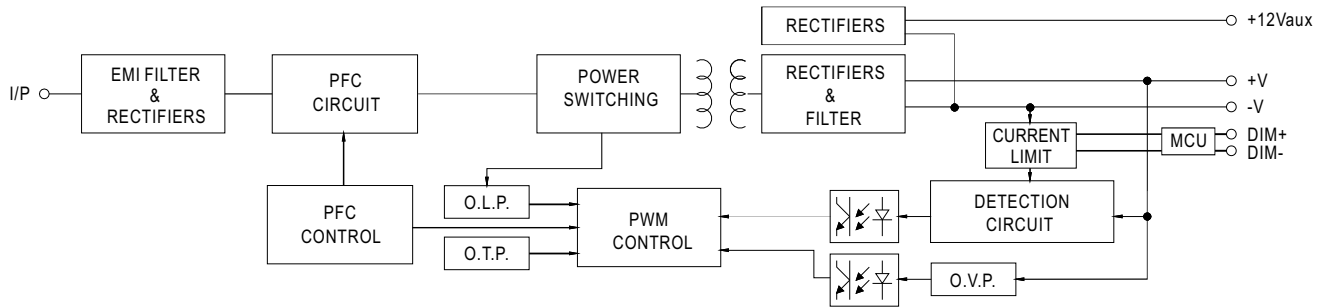 RECTIFIERS
+12Vaux
I/P
EMI FILTER
&
RECTIFIERS
PFC
CIRCUIT
POWER
SWITCHING
RECTIFIERS
&
FILTER
+V
-V
CURRENT
LIMIT
MCU
DIM+
DIM-
PFC
CONTROL
O.L.P.
O.T.P.
PWM
CONTROL
DETECTION
CIRCUIT
O.V.P.